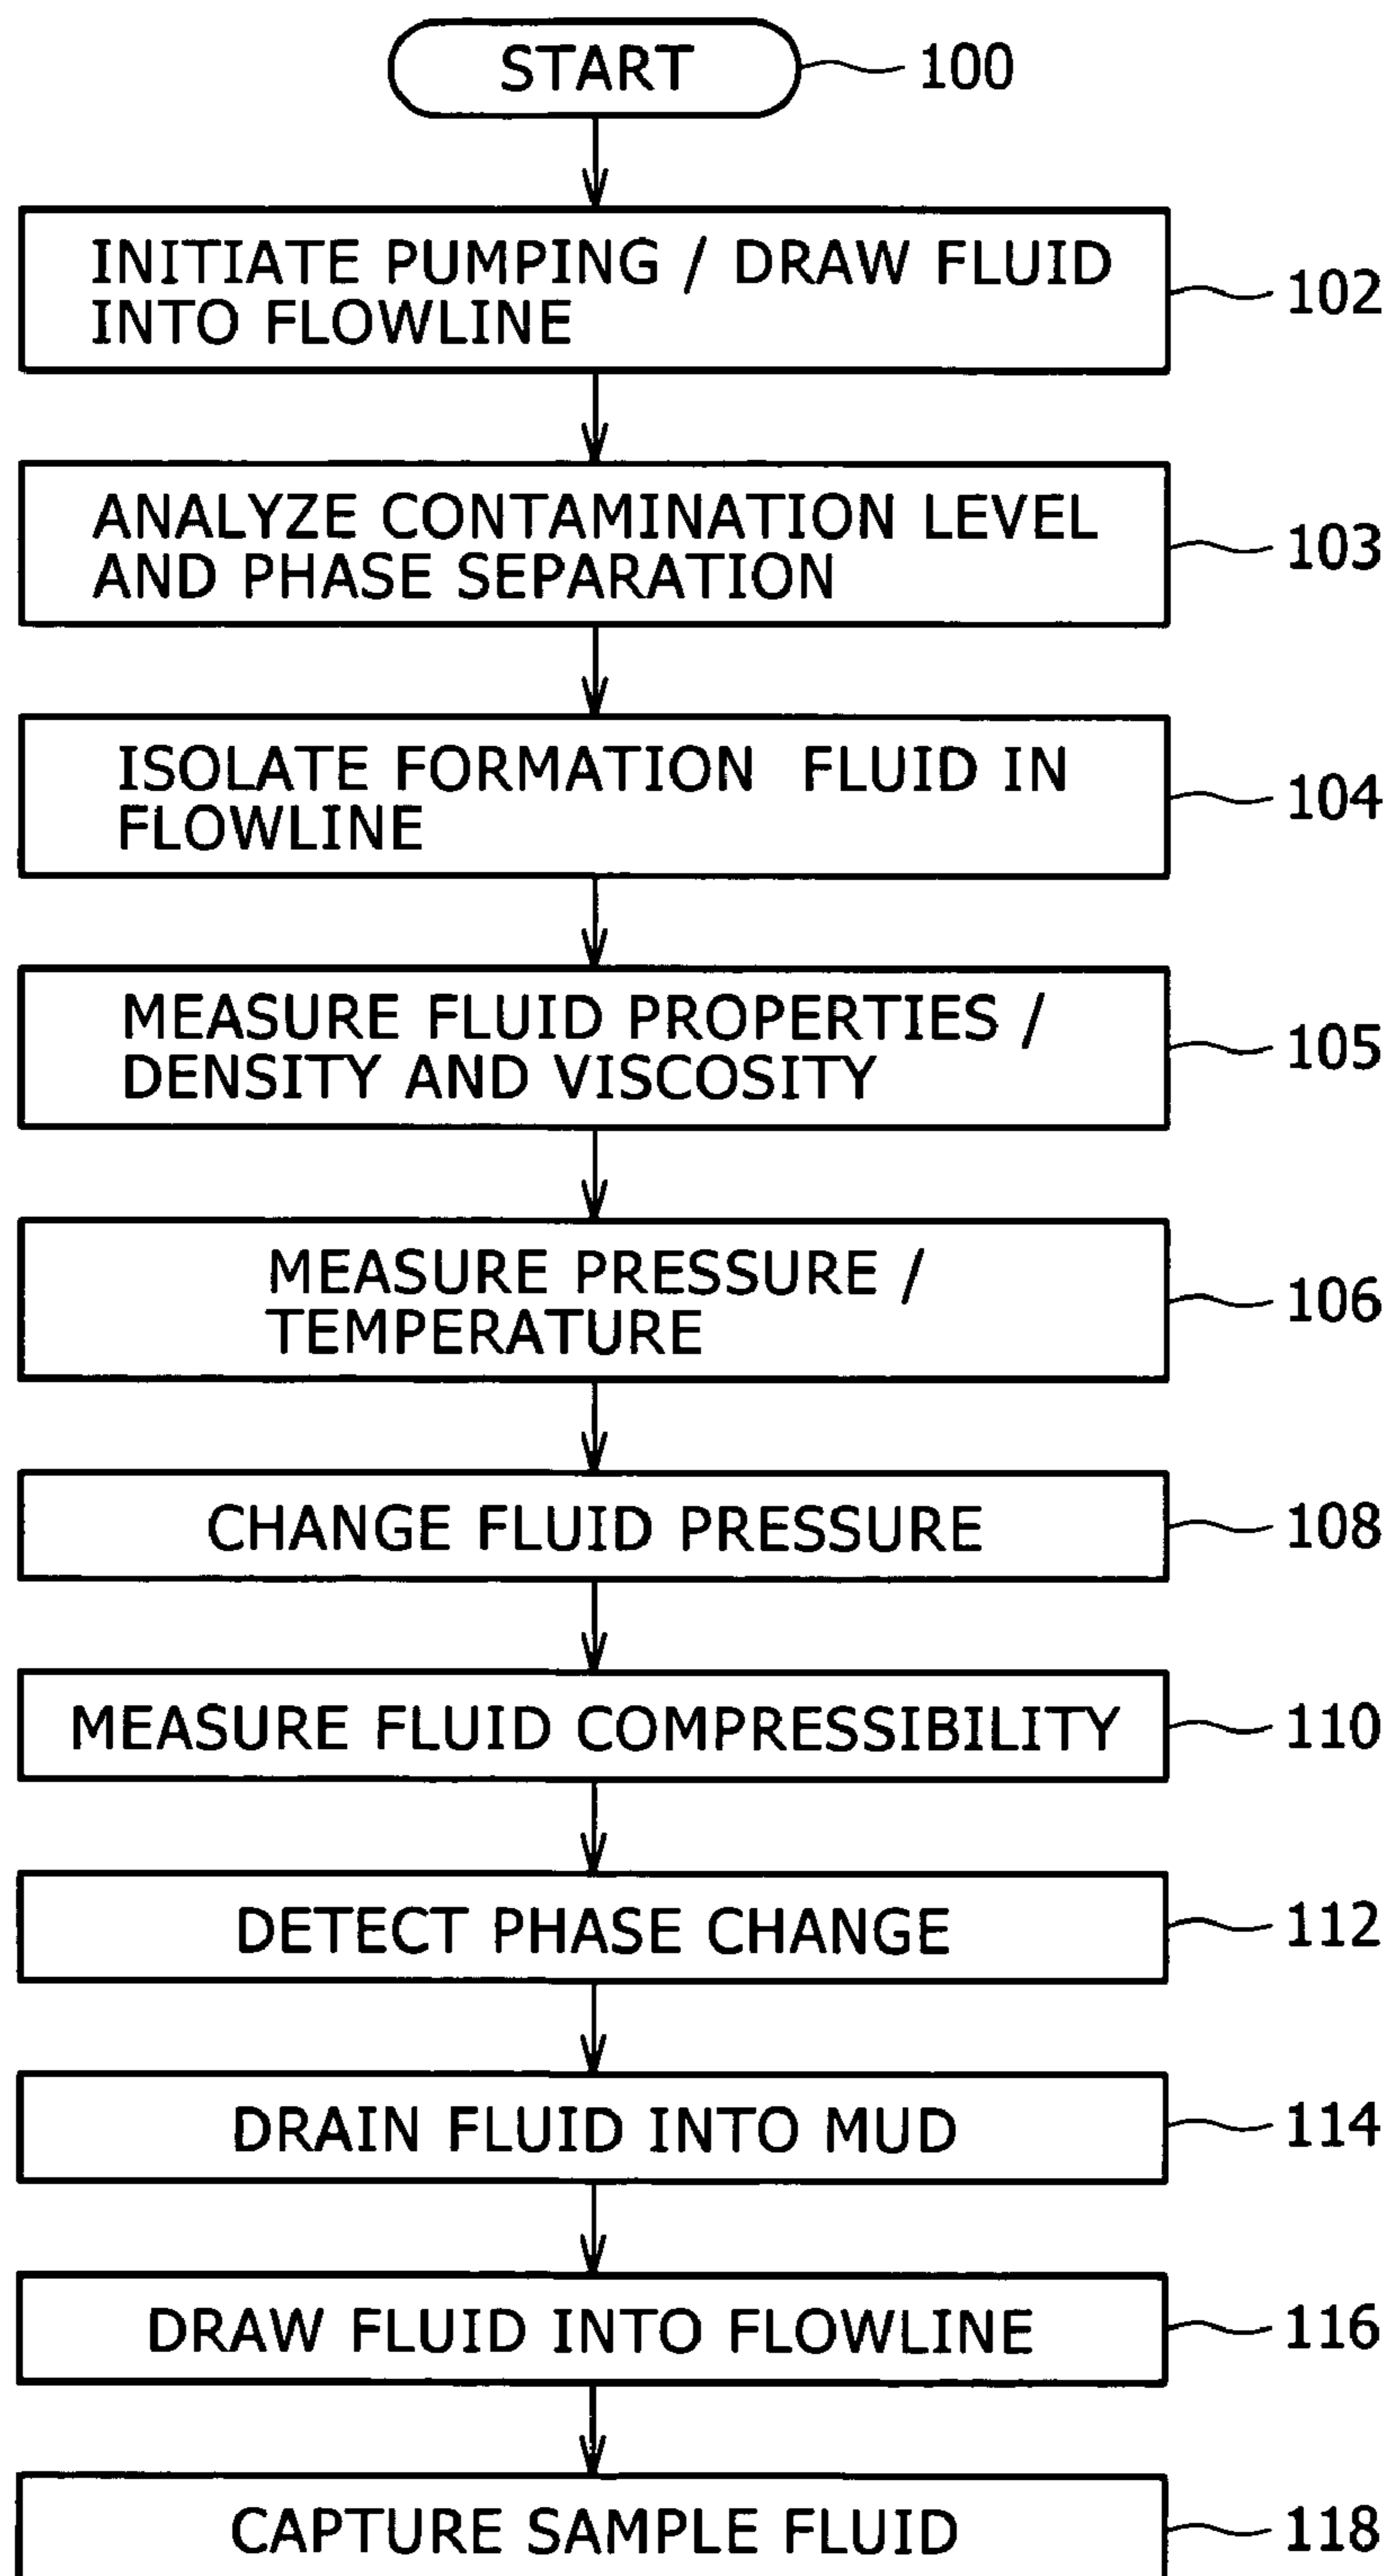 START
100
INITIATE PUMPING / DRAW FLUID
INTO FLOWLINE
102
ANALYZE CONTAMINATION LEVEL
AND PHASE SEPARATION
103
ISOLATE FORMATION FLUID IN
FLOWLINE
104
MEASURE FLUID PROPERTIES /
DENSITY AND VISCOSITY
105
MEASURE PRESSURE /
TEMPERATURE
106
CHANGE FLUID PRESSURE
108
MEASURE FLUID COMPRESSIBILITY
110
DETECT PHASE CHANGE
112
DRAIN FLUID INTO MUD
114
DRAW FLUID INTO FLOWLINE
116
CAPTURE SAMPLE FLUID
118